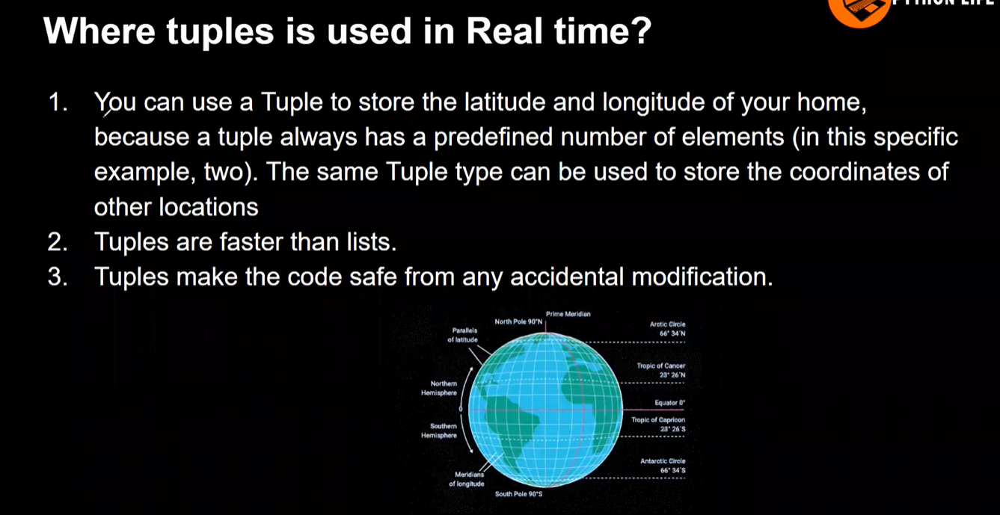 Where tuples is used in Real time?
1. You can use a Tuple to store the latitude and longitude of your home,
because a tuple always has a predefined number of elements (in this specific
example, two). The same Tuple type can be used to store the coordinates of
other locations
2. Tuples are faster than lists.
3. Tuples make the code safe from any accidental modification.
Prime Meridian
North Pole 90°N
Parallels
of latitude
Arctic Circle
66° 34'N
Tropic of Cancer
23° 26'N
Northern
Hemisphere
Equator 0°
0
Tropic of Capricon
23° 26'S
Southern
Hemisphere
Antarctic Circle
66° 34'S
Meridians
of longitude
South Pole 90°S